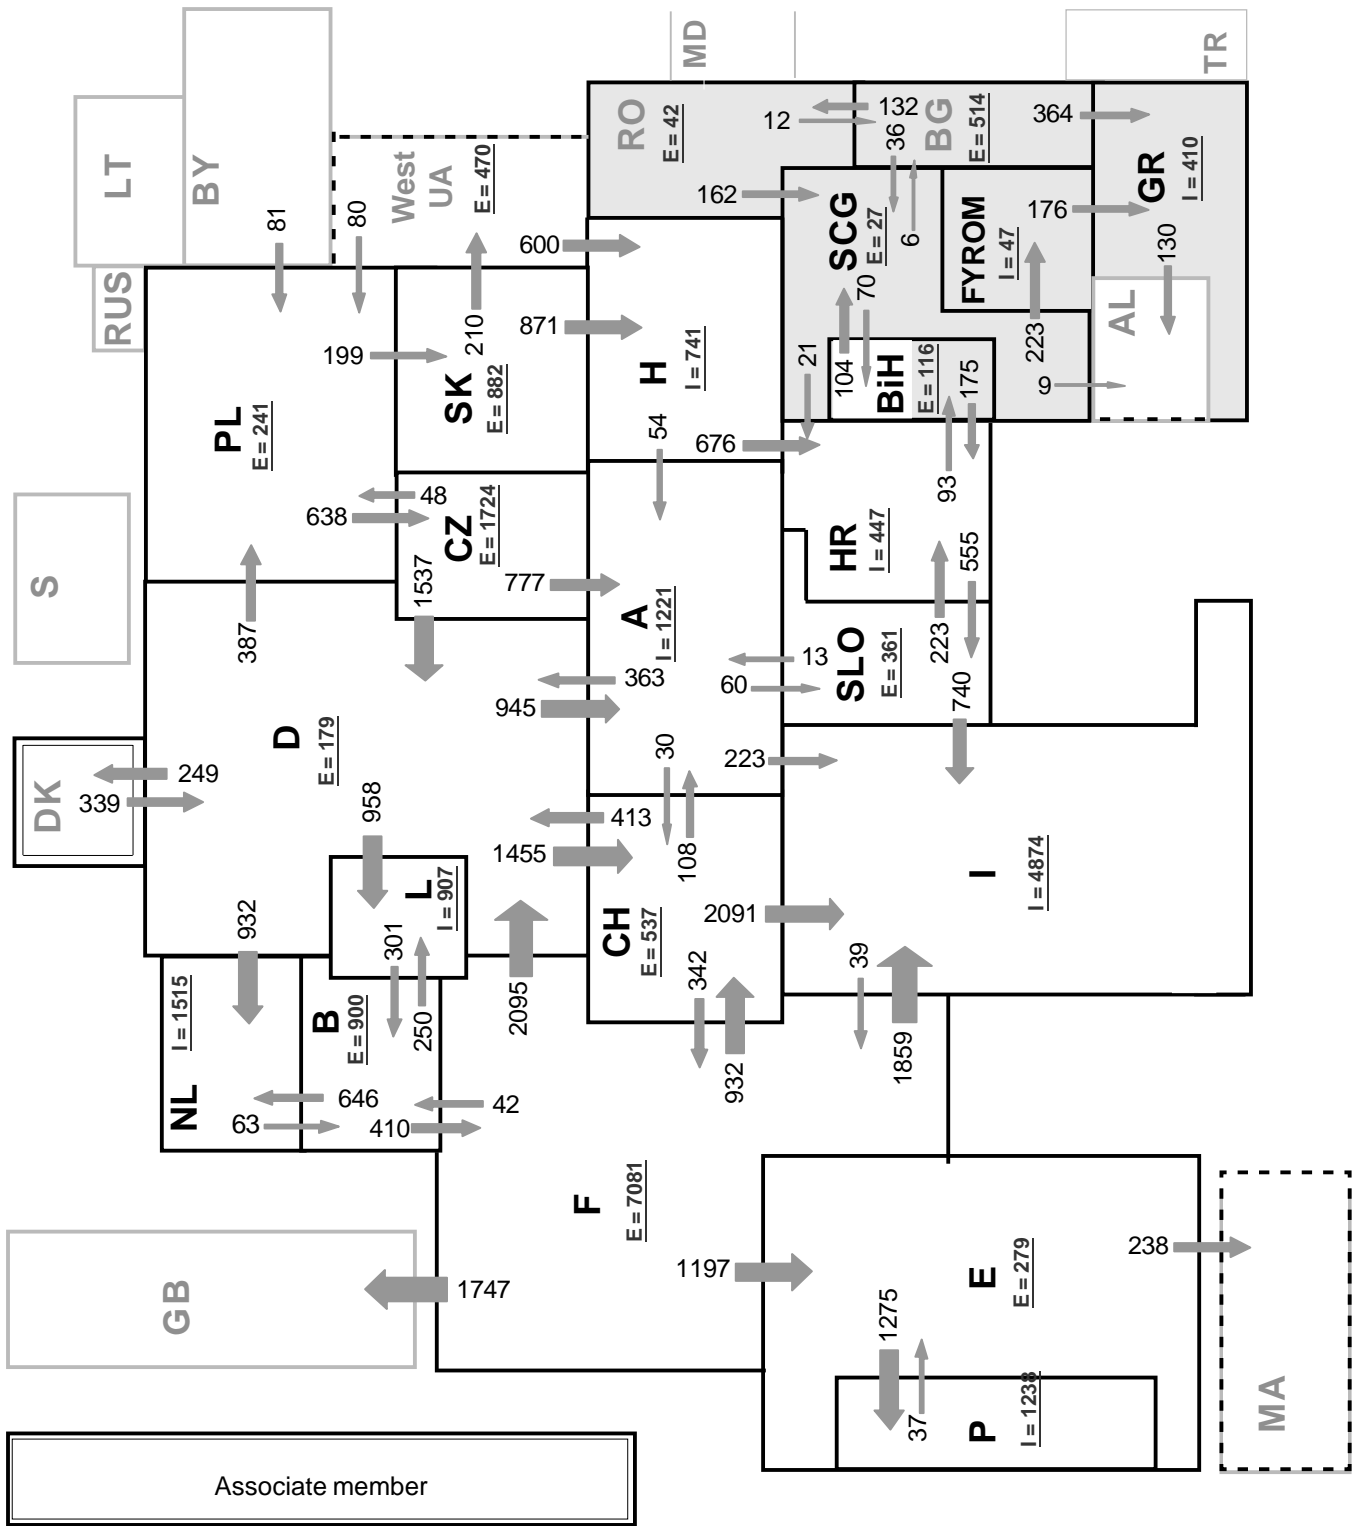 MD
TR
RO
E = 42
12
132
36
BG
E = 514
364
GR
I = 410
LT
BY
West
UA
E = 470
162
SCG
E = 27
6
FYROM
I = 47
176
130
81
80
600
RUS
210
871
H
I = 741
70
104
21
BiH
E = 116
175
223
9
AL
199
SK
E = 882
PL
E = 241
54
676
93
48
638
CZ
E = 1724
HR
I = 447
555
S
387
1537
777
A
I = 1221
13
60
SLO
E = 361
223
740
363
945
D
E = 179
30
223
DK
249
339
958
413
1455
108
I
I = 4874
L
I = 907
932
301
CH
E = 537
2091
342
39
NL
I = 1515
B
E = 900
250
2095
932
1859
646
63
42
410
F
E = 7081
GB
1747
1197
E
E = 279
238
MA
1275
37
P
I = 1238
Associate member